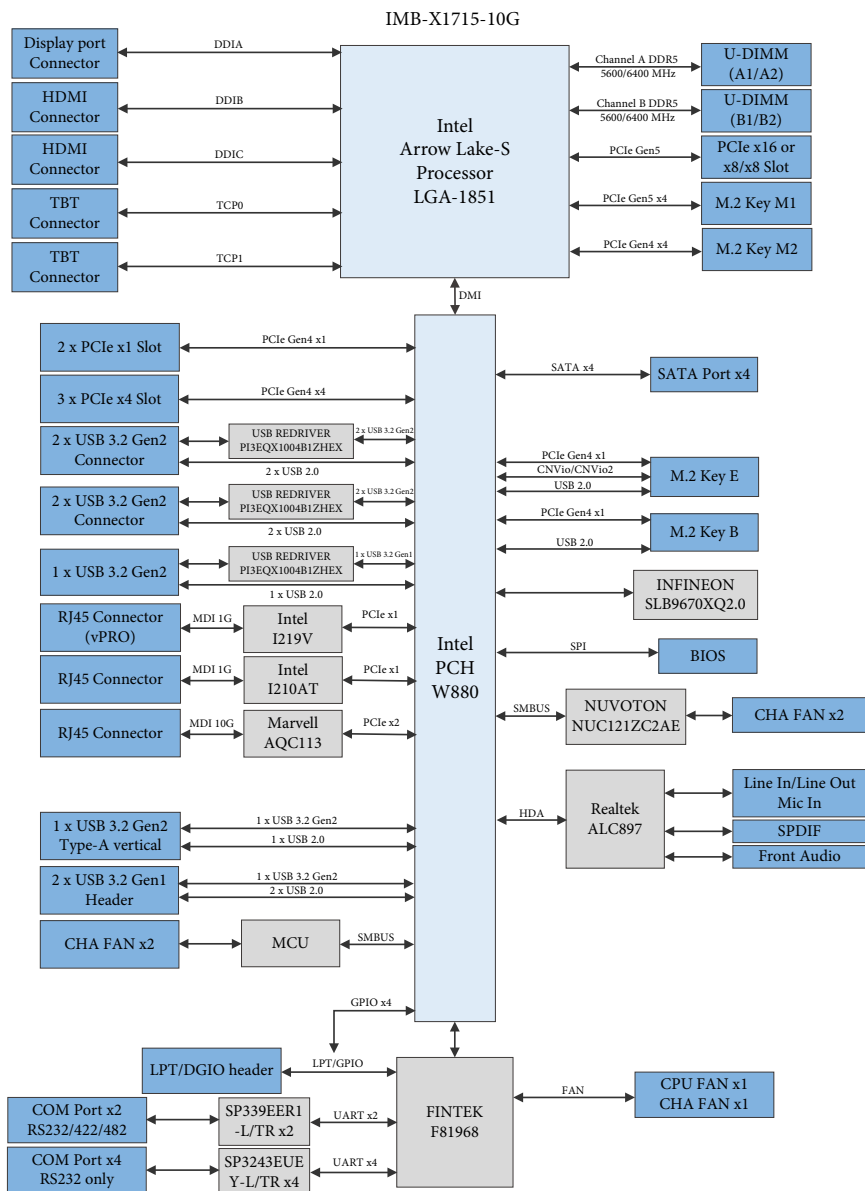 IMB-X1715-10G
Display port
Connector
DDIA
HDMI
Connector
DDIB
HDMI
Connector
DDIC
TBT
Connector
TCP0
TBT
Connector
TCP1
Intel
Arrow Lake-S
Processor
LGA-1851
Channel A DDR5
5600/6400 MHz
U-DIMM
(A1/A2)
Channel B DDR5
5600/6400 MHz
U-DIMM
(B1/B2)
PCIe Gen5
PCIe x16 or
x8/x8 Slot
PCIe Gen5 x4
M.2 Key M1
PCIe Gen4 x4
M.2 Key M2
DMI
2 x PCIe x1 Slot
PCIe Gen4 x1
3 x PCIe x4 Slot
PCIe Gen4 x4
2 x USB 3.2 Gen2
Connector
USB REDRIVER
PI3EQX1004B1ZHEX
2 x USB 3.2 Gen2
2 x USB 2.0
2 x USB 3.2 Gen2
Connector
USB REDRIVER
PI3EQX1004B1ZHEX
2 x USB 3.2 Gen2
2 x USB 2.0
1 x USB 3.2 Gen2
USB REDRIVER
PI3EQX1004B1ZHEX
1 x USB 3.2 Gen1
1 x USB 2.0
RJ45 Connector
(vPRO)
MDI 1G
Intel
I219V
PCIe x1
RJ45 Connector
MDI 1G
Intel
I210AT
PCIe x1
RJ45 Connector
MDI 10G
Marvell
AQC113
PCIe x2
1 x USB 3.2 Gen2
Type-A vertical
1 x USB 3.2 Gen2
1 x USB 2.0
2 x USB 3.2 Gen1
Header
1 x USB 3.2 Gen2
2 x USB 2.0
CHA FAN x2
MCU
SMBUS
GPIO x4
Intel
PCH
W880
SATA x4
SATA Port x4
PCIe Gen4 x1
CNVio/CNVio2
USB 2.0
M.2 Key E
PCIe Gen4 x1
USB 2.0
M.2 Key B
INFINEON
SLB9670XQ2.0
SPI
BIOS
SMBUS
NUVOTON
NUC121ZC2AE
CHA FAN x2
HDA
Realtek
ALC897
Line In/Line Out
Mic In
SPDIF
Front Audio
LPT/DGIO header
LPT/GPIO
COM Port x2
RS232/422/482
SP339EER1
-L/TR x2
UART x2
COM Port x4
RS232 only
SP3243EUE
Y-L/TR x4
UART x4
FINTEK
F81968
FAN
CPU FAN x1
CHA FAN x1